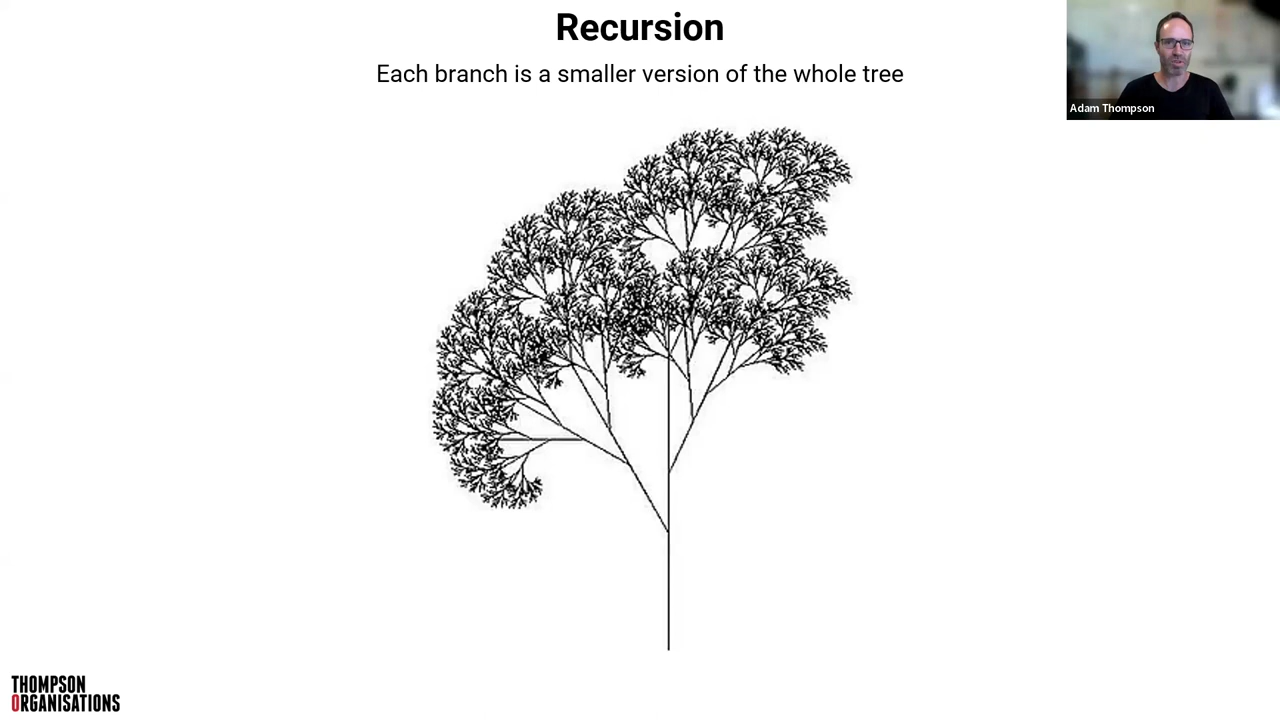 Recursion
Each branch is a smaller version of the whole tree
Adam Thompson
THOMPSON
ORGANISATIONS